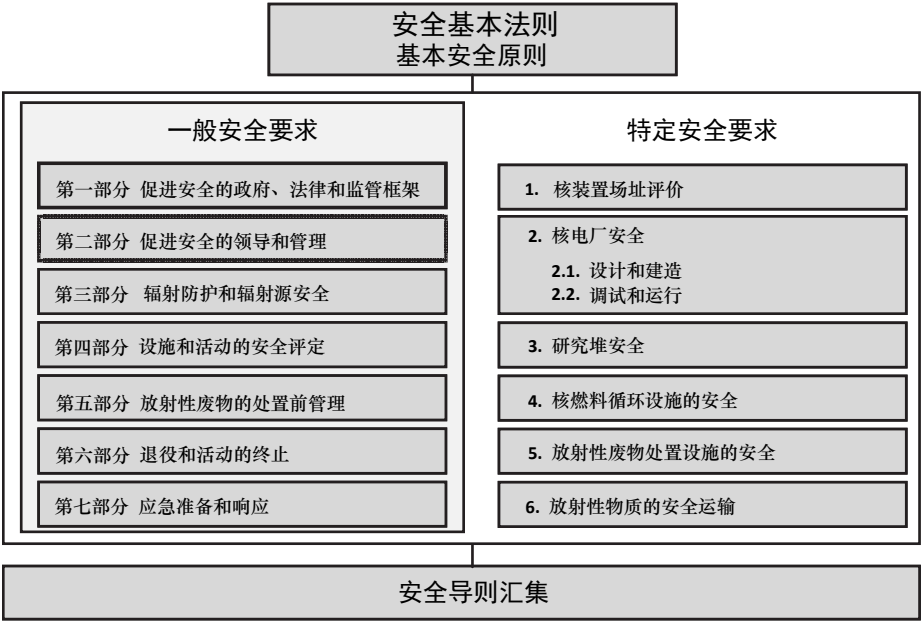 安全基本法则
基本安全原则
一般安全要求
第一部分 促进安全的政府、法律和监管框架
第二部分 促进安全的领导和管理
第三部分 辐射防护和辐射源安全
第四部分 设施和活动的安全评定
第五部分 放射性废物的处置前管理
第六部分 退役和活动的终止
第七部分 应急准备和响应
特定安全要求
1. 核装置场址评价
2. 核电厂安全
2.1. 设计和建造
2.2. 调试和运行
3. 研究堆安全
4. 核燃料循环设施的安全
5. 放射性废物处置设施的安全
6. 放射性物质的安全运输
安全导则汇集